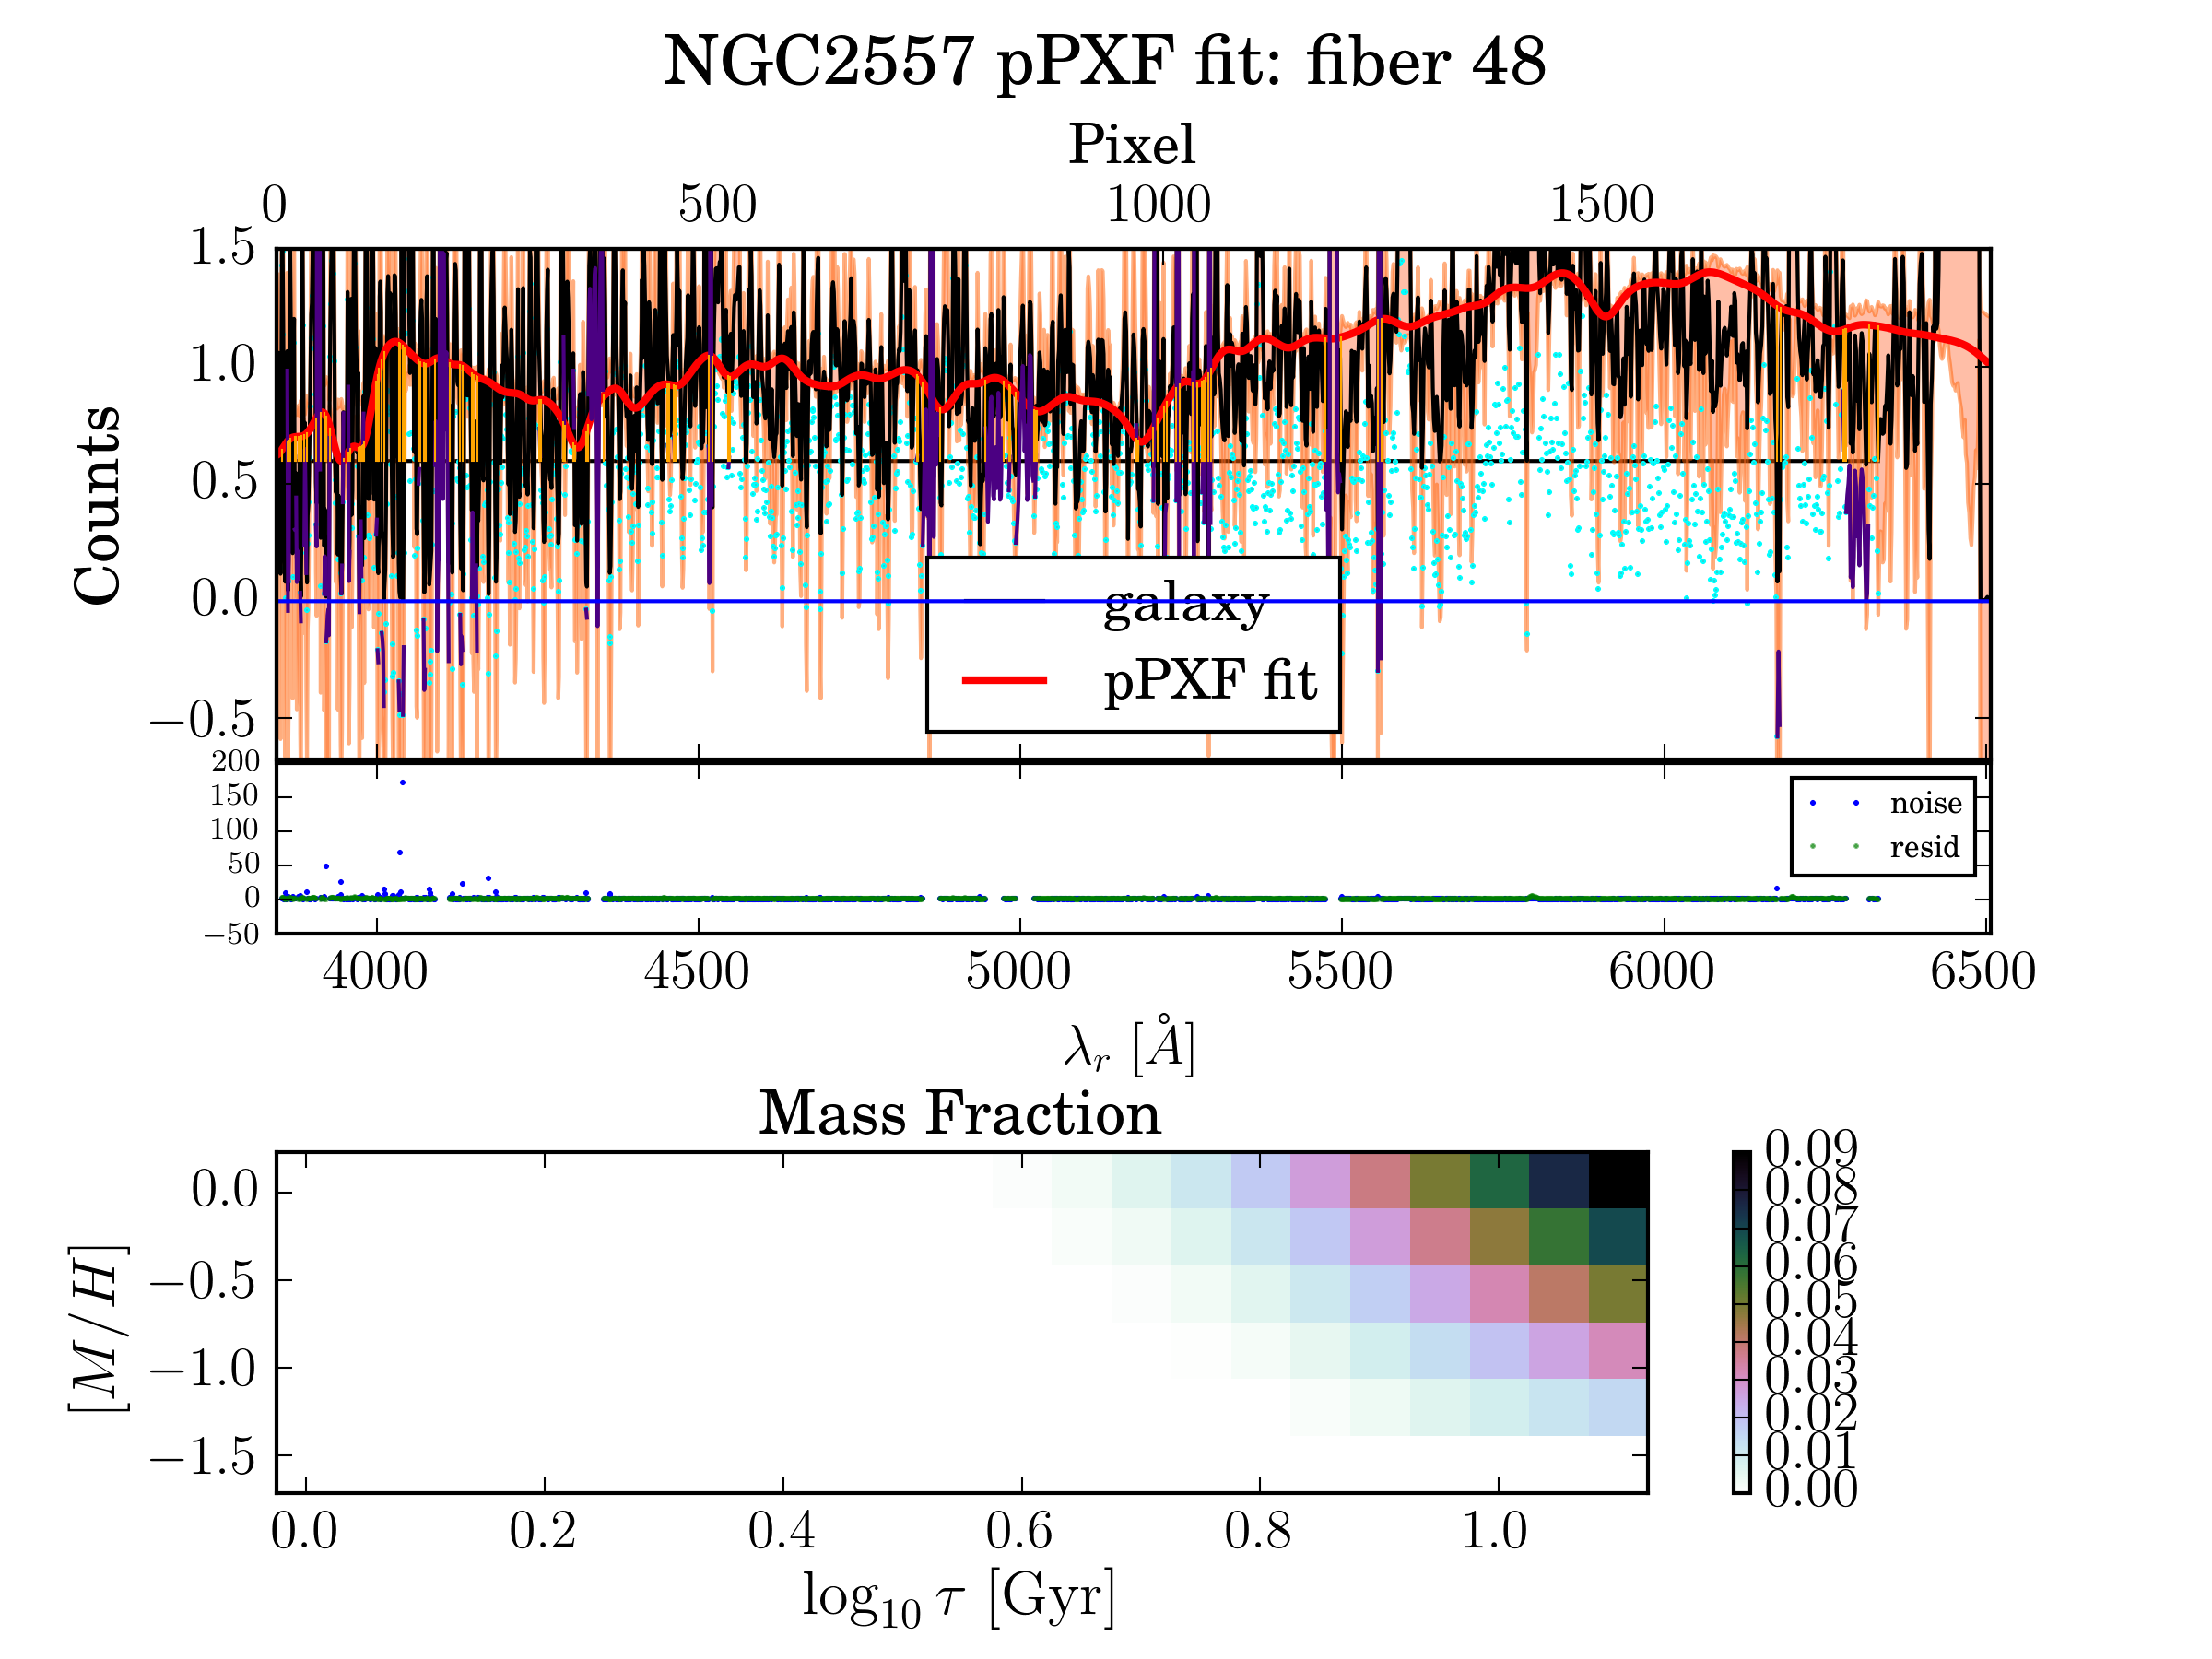 NGC2557 pPXF fit: fiber 48
Pixel
0 500 1000 1500
1.5
1.0
0.5
0.0
−0.5
Counts
galaxy
pPXF fit
200
150
100
50
0
−50
noise
resid
4000 4500 5000 5500 6000 6500
λr [Å]
Mass Fraction
0.0
−0.5
−1.0
−1.5
[M/H]
0.0 0.2 0.4 0.6 0.8 1.0
log10 τ [Gyr]
0.09
0.08
0.07
0.06
0.05
0.04
0.03
0.02
0.01
0.00